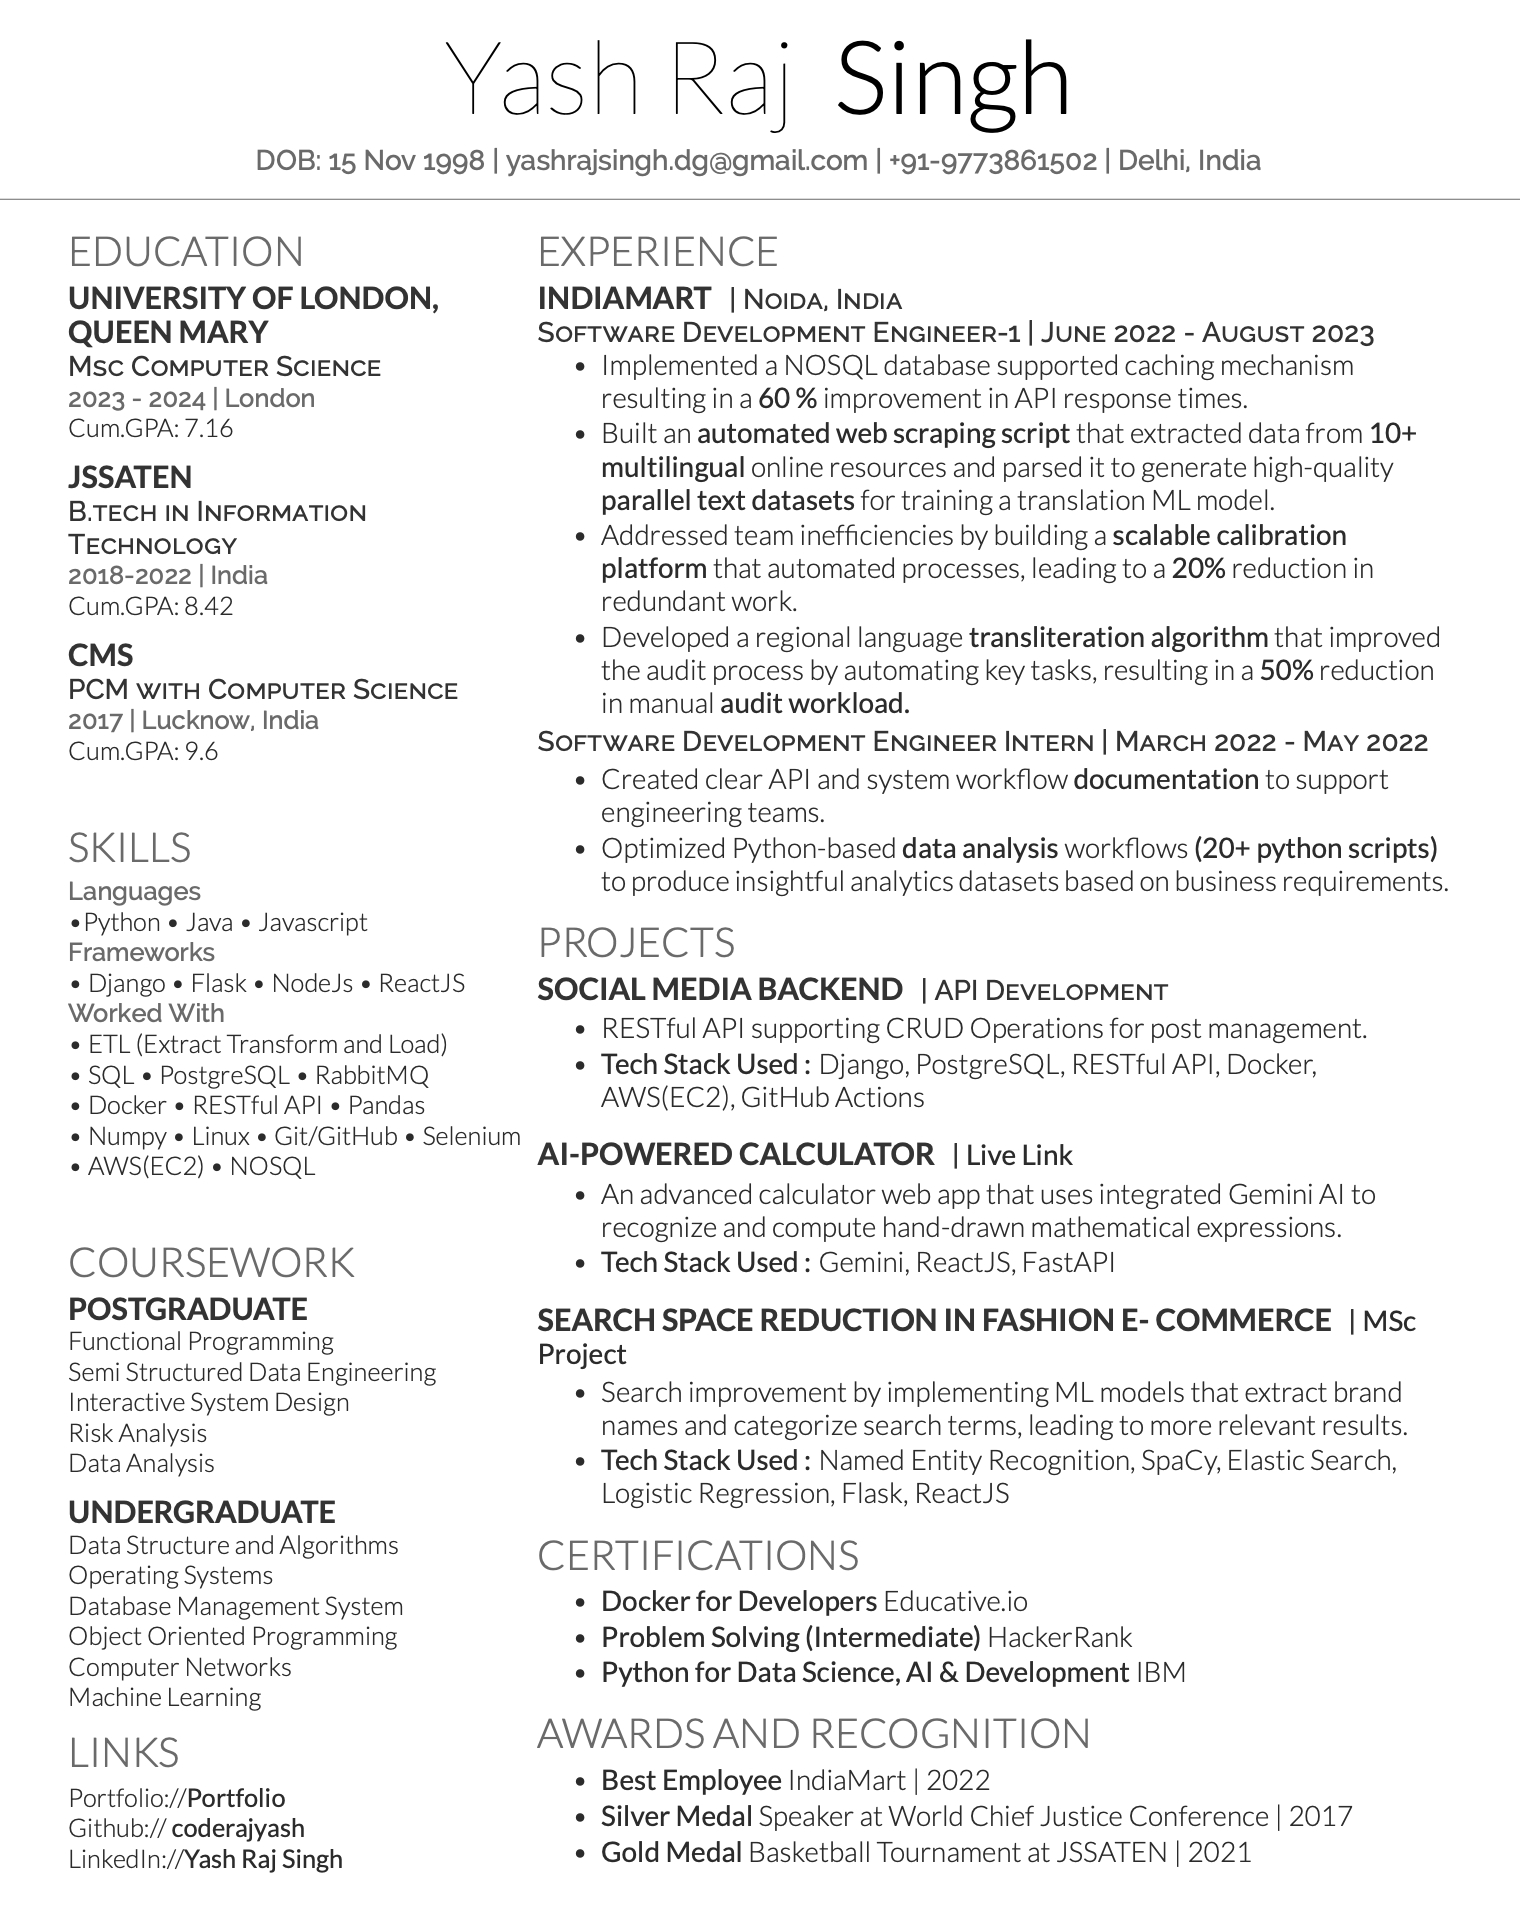 Yash Raj Singh
DOB: 15 Nov 1998 | yashrajsingh.dg@gmail.com | +91-9773861502 | Delhi, India
EDUCATION
UNIVERSITY OF LONDON,
QUEEN MARY
Msc Computer Science
2023 - 2024 | London
Cum.GPA: 7.16
JSSATEN
B.tech in Information
Technology
2018-2022 | India
Cum.GPA: 8.42
CMS
PCM with Computer Science
2017 | Lucknow, India
Cum.GPA: 9.6
SKILLS
Languages
•Python • Java • Javascript
Frameworks
• Django • Flask • NodeJs • ReactJS
Worked With
• ETL (Extract Transform and Load)
• SQL • PostgreSQL • RabbitMQ
• Docker • RESTful API • Pandas
• Numpy • Linux • Git/GitHub • Selenium
• AWS(EC2) • NOSQL
COURSEWORK
POSTGRADUATE
Functional Programming
Semi Structured Data Engineering
Interactive System Design
Risk Analysis
Data Analysis
UNDERGRADUATE
Data Structure and Algorithms
Operating Systems
Database Management System
Object Oriented Programming
Computer Networks
Machine Learning
LINKS
Portfolio://Portfolio
Github:// coderajyash
LinkedIn://Yash Raj Singh
EXPERIENCE
INDIAMART | Noida, India
Software Development Engineer-1 | June 2022 - August 2023
• Implemented a NOSQL database supported caching mechanism
resulting in a 60 % improvement in API response times.
• Built an automated web scraping script that extracted data from 10+
multilingual online resources and parsed it to generate high-quality
parallel text datasets for training a translation ML model.
• Addressed team inefficiencies by building a scalable calibration
platform that automated processes, leading to a 20% reduction in
redundant work.
• Developed a regional language transliteration algorithm that improved
the audit process by automating key tasks, resulting in a 50% reduction
in manual audit workload.
Software Development Engineer Intern | March 2022 - May 2022
• Created clear API and system workflow documentation to support
engineering teams.
• Optimized Python-based data analysis workflows (20+ python scripts)
to produce insightful analytics datasets based on business requirements.
PROJECTS
SOCIAL MEDIA BACKEND | API Development
• RESTful API supporting CRUD Operations for post management.
• Tech Stack Used : Django, PostgreSQL, RESTful API, Docker,
AWS(EC2), GitHub Actions
AI-POWERED CALCULATOR | Live Link
• An advanced calculator web app that uses integrated Gemini AI to
recognize and compute hand-drawn mathematical expressions.
• Tech Stack Used : Gemini, ReactJS, FastAPI
SEARCH SPACE REDUCTION IN FASHION E- COMMERCE | MSc
Project
• Search improvement by implementing ML models that extract brand
names and categorize search terms, leading to more relevant results.
• Tech Stack Used : Named Entity Recognition, SpaCy, Elastic Search,
Logistic Regression, Flask, ReactJS
CERTIFICATIONS
• Docker for Developers Educative.io
• Problem Solving (Intermediate) HackerRank
• Python for Data Science, AI & Development IBM
AWARDS AND RECOGNITION
• Best Employee IndiaMart | 2022
• Silver Medal Speaker at World Chief Justice Conference | 2017
• Gold Medal Basketball Tournament at JSSATEN | 2021